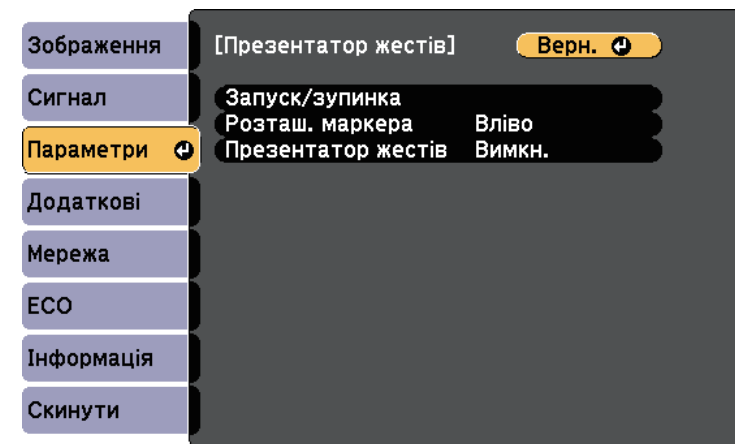 Зображення
Сигнал
Параметри
Додаткові
Мережа
ECO
Інформація
Скинути
[Презентатор жестів] Верн.
Запуск/зупинка
Розташ. маркера Вліво
Презентатор жестів Вимкн.